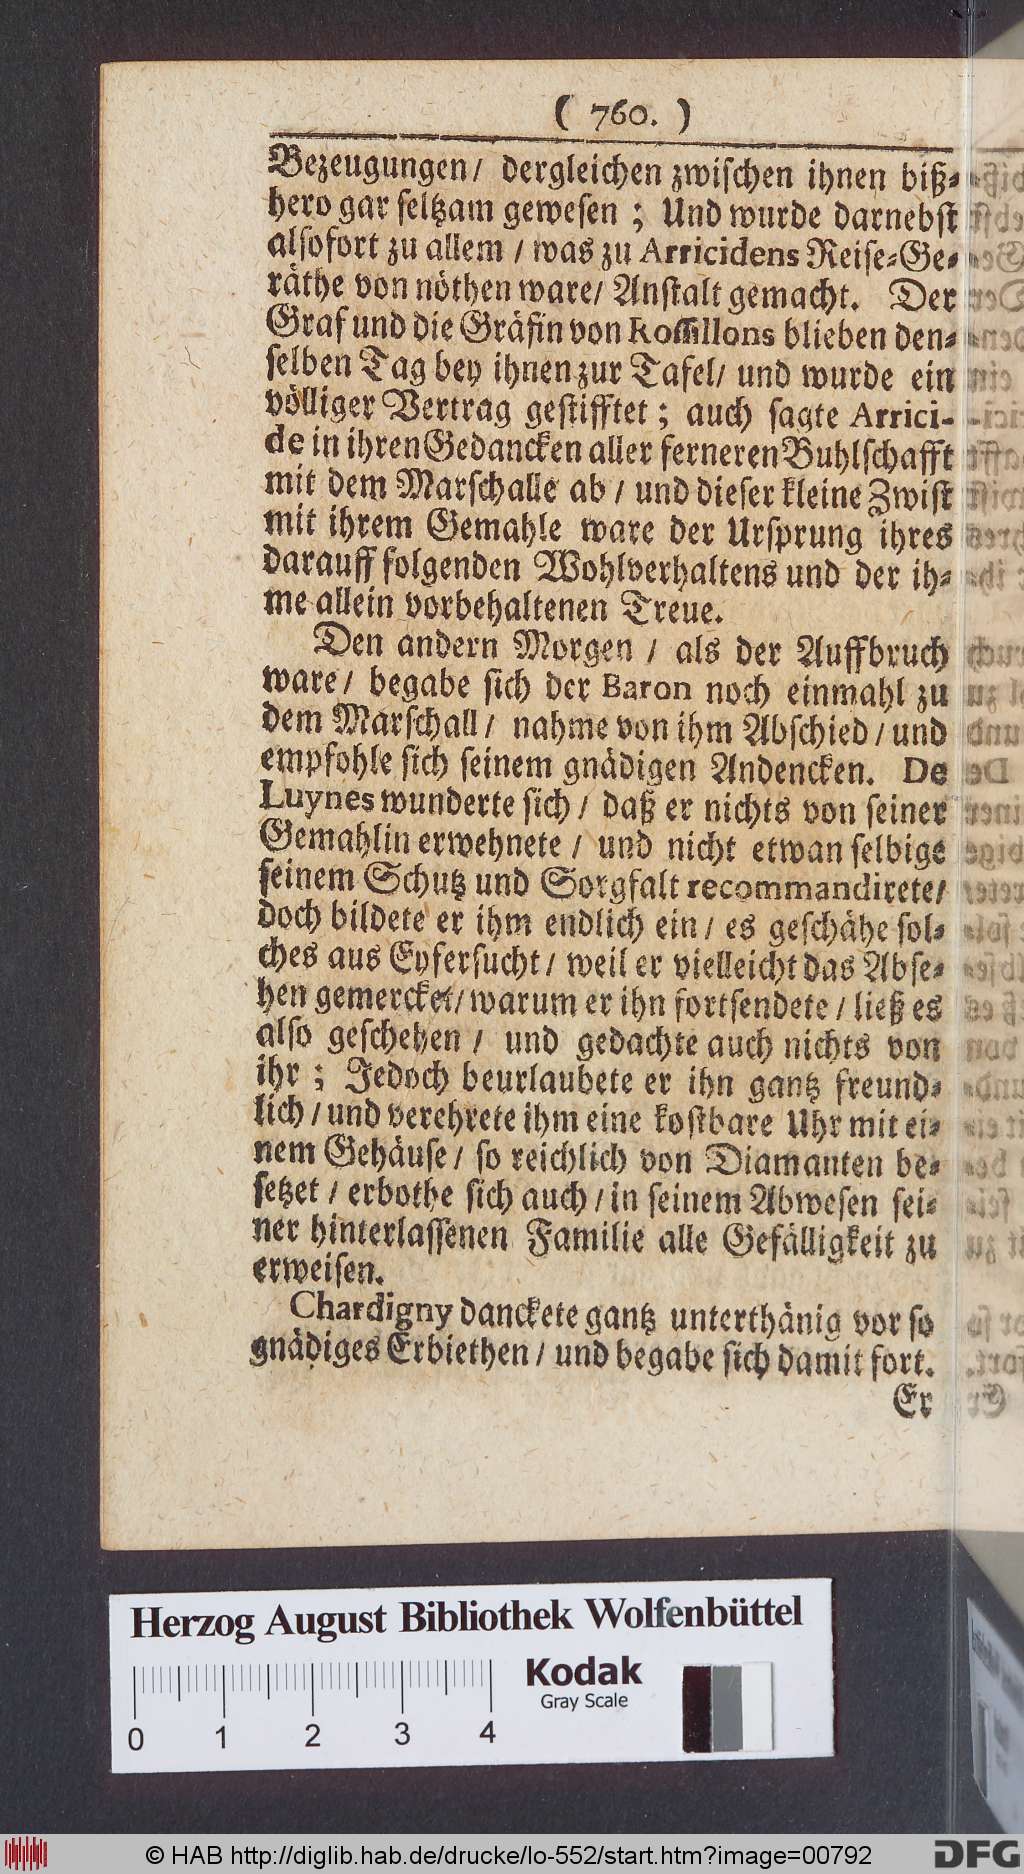 ( 760. )
Bezeugungen/ dergleichen zwischen ihnen biß-
hero gar seltzam gewesen ; Und wurde darnebst
alsofort zu allem / was zu Arricidens Reise-Ge-
räthe von nöthen ware/ Anstalt gemacht. Der
Graf und die Gräfin von Rossillons blieben den-
selben Tag bey ihnen zur Tafel/ und wurde ein
völliger Vertrag gestifftet ; auch sagte Arrici-
de in ihren Gedancken aller ferneren Buhlschafft
mit dem Marschalle ab / und dieser kleine Zwist
mit ihrem Gemahle ware der Ursprung ihres
darauff folgenden Wohlverhaltens und der ih-
me allein vorbehaltenen Treue.
Den andern Morgen / als der Auffbruch
ware/ begabe sich der Baron noch einmahl zu
dem Marschall/ nahme von ihm Abschied / und
empfohle sich seinem gnädigen Andencken. De
Luynes wunderte sich / daß er nichts von seiner
Gemahlin erwehnete / und nicht etwan selbige
seinem Schutz und Sorgfalt recommandirete/
doch bildete er ihm endlich ein / es geschähe sol-
ches aus Eyfersucht / weil er vielleicht das Abse-
hen gemercket/ warum er ihn fortsendete / ließ es
also geschehen / und gedachte auch nichts von
ihr ; Jedoch beurlaubete er ihn gantz freund-
lich / und verehrete ihm eine kostbare Uhr mit ei-
nem Gehäuse / so reichlich von Diamanten be-
setzet / erbothe sich auch / in seinem Abwesen sei-
ner hinterlassenen Familie alle Gefälligkeit zu
erweisen.
Chardigny danckete gantz unterthänig vor so
gnädiges Erbiethen / und begabe sich damit fort.
Er
Herzog August Bibliothek Wolfenbüttel
Kodak
Gray Scale
0 1 2 3 4
© HAB http://diglib.hab.de/drucke/lo-552/start.htm?image=00792
DFG